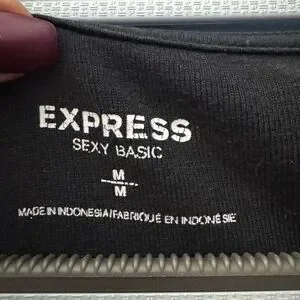 EXPRESS
SEXY BASIC
M
M
MADE IN INDONESIA/FABRIQUÉ EN INDONÉSIE